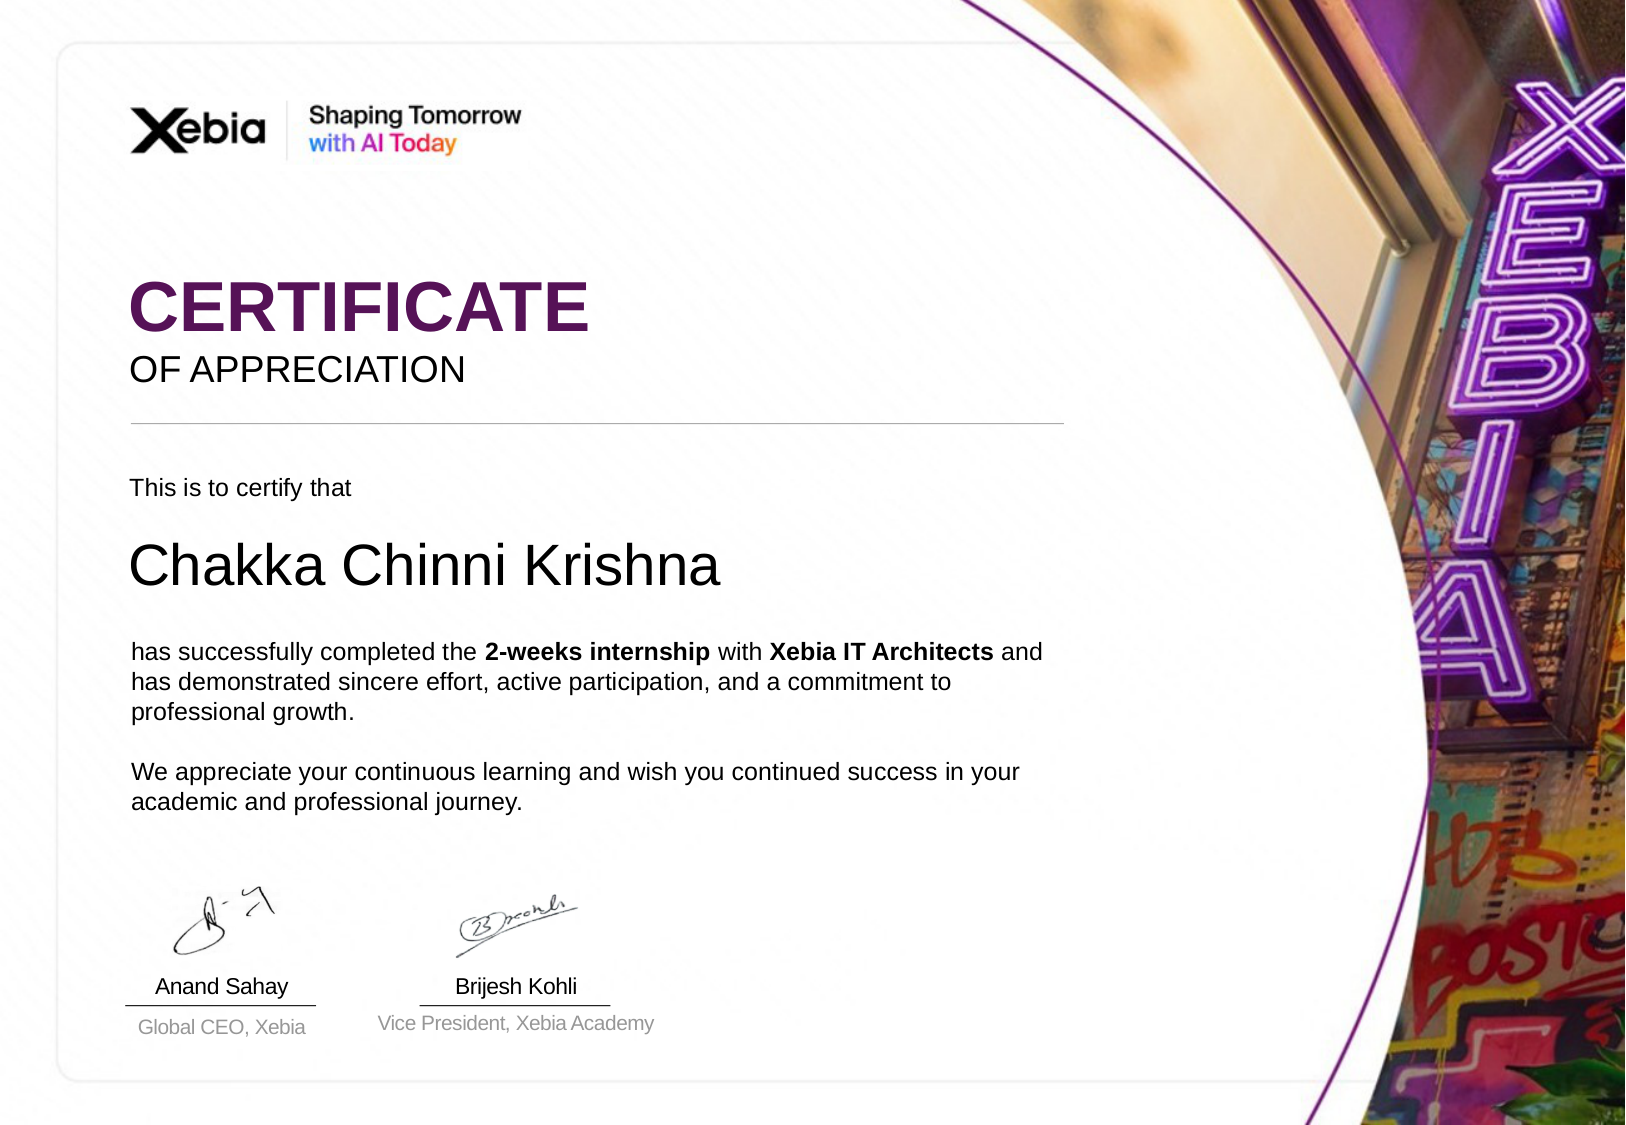 Xebia
Shaping Tomorrow
with AI Today
CERTIFICATE
OF APPRECIATION
This is to certify that
Chakka Chinni Krishna
has successfully completed the 2-weeks internship with Xebia IT Architects and
has demonstrated sincere effort, active participation, and a commitment to
professional growth.
We appreciate your continuous learning and wish you continued success in your
academic and professional journey.
Anand Sahay
Global CEO, Xebia
Brijesh Kohli
Vice President, Xebia Academy
XEBIA